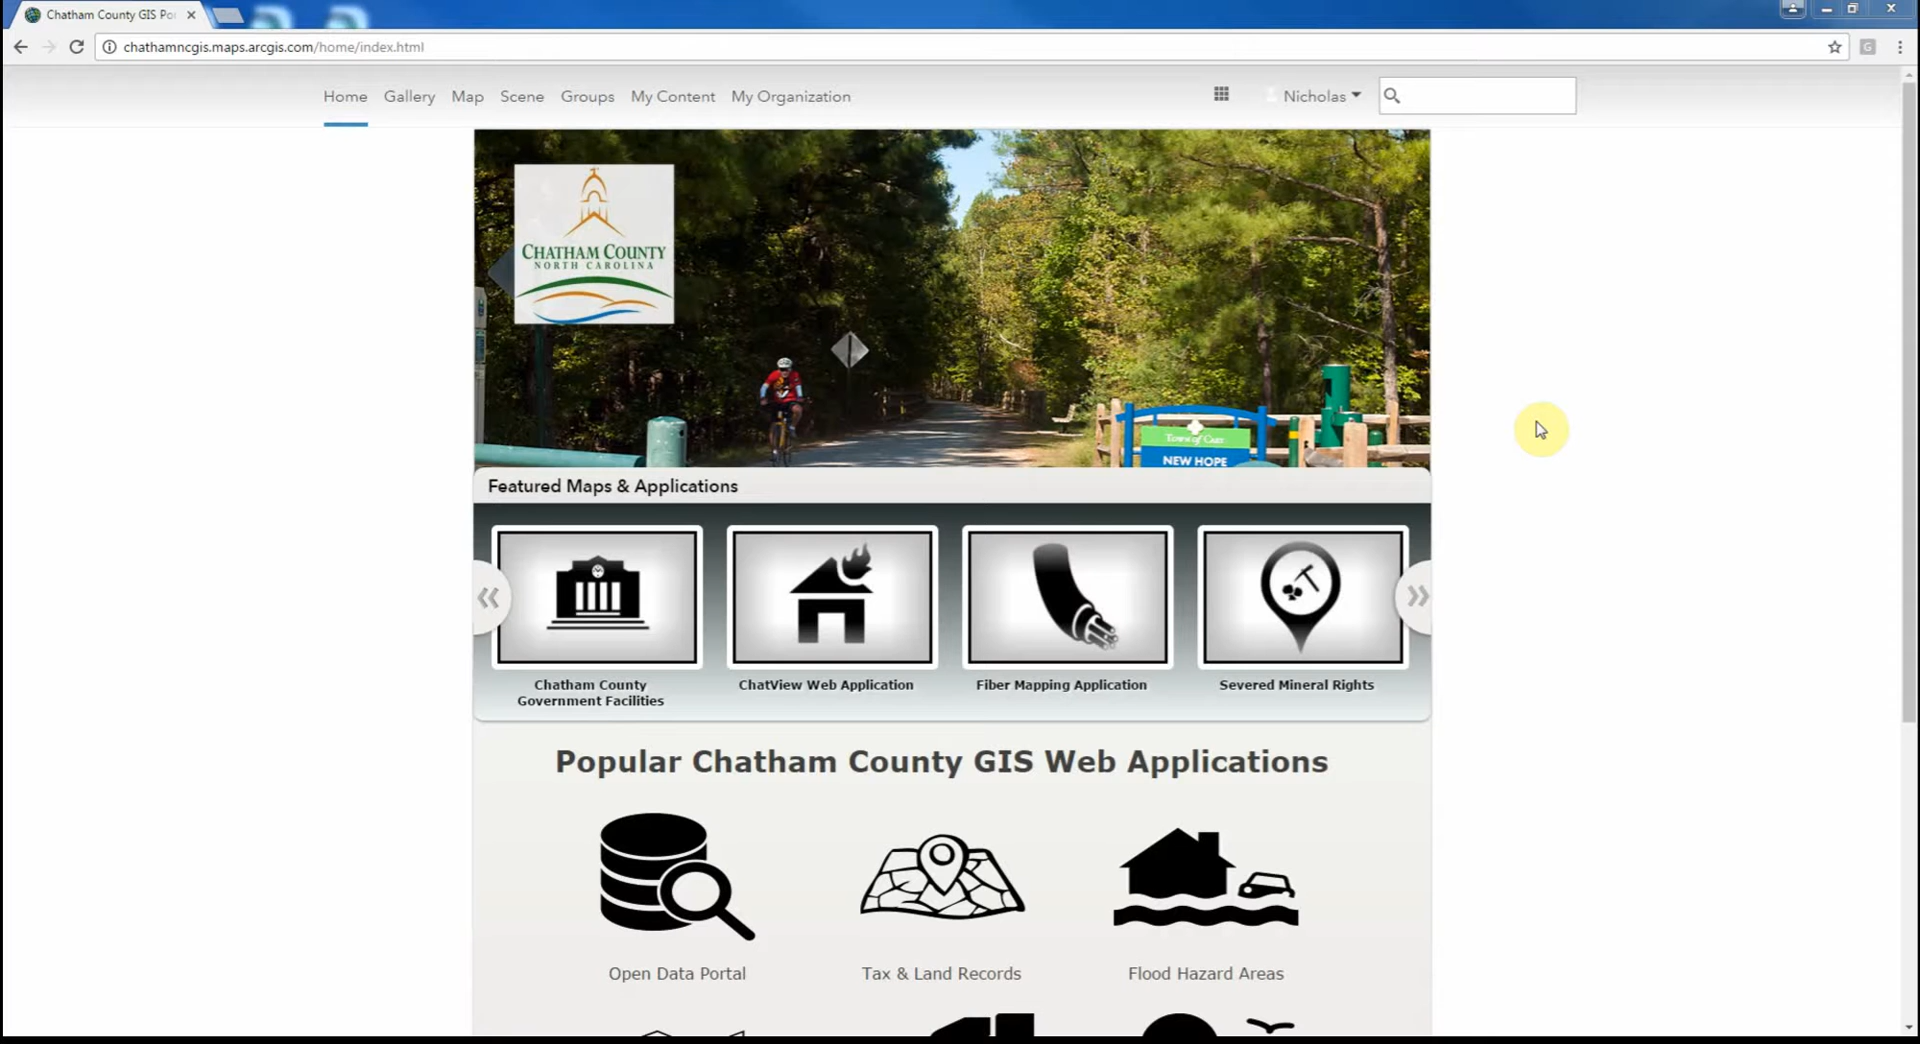 Chatham County GIS Po
chathamncgis.maps.arcgis.com/home/index.html
G
Home Gallery Map Scene Groups My Content My Organization
Nicholas
CHATHAM COUNTY
NORTH CAROLINA
Town of Cary
NEW HOPE
Featured Maps & Applications
Chatham County
Government Facilities
ChatView Web Application
Fiber Mapping Application
Severed Mineral Rights
Popular Chatham County GIS Web Applications
Open Data Portal
Tax & Land Records
Flood Hazard Areas